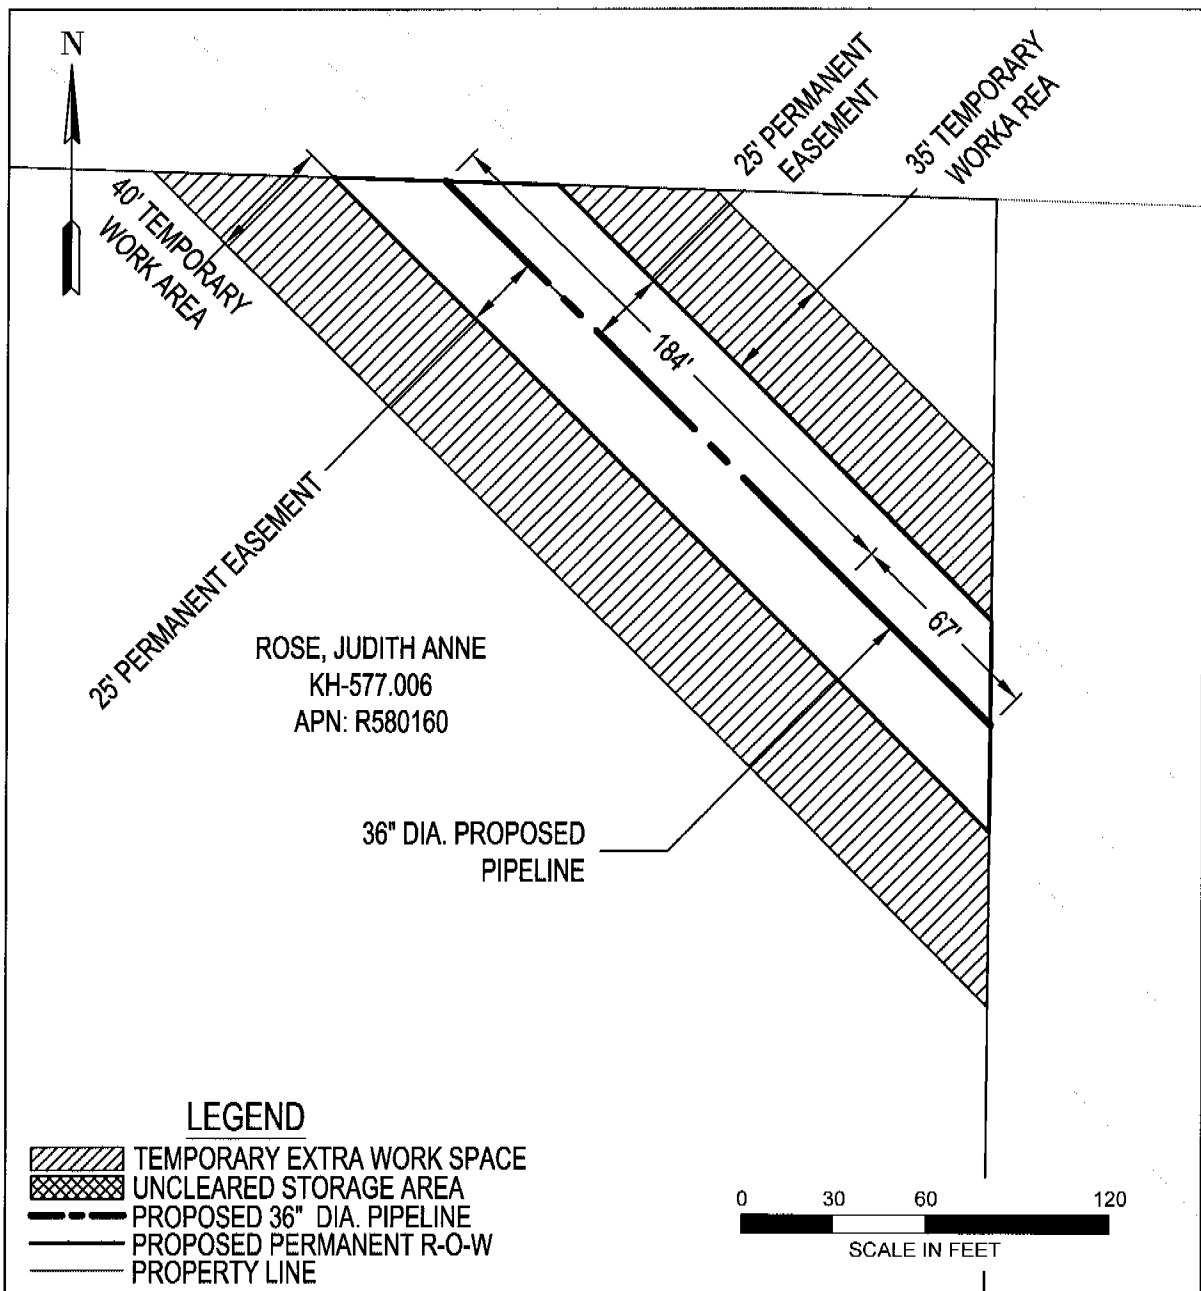 N
25' PERMANENT
EASEMENT
35' TEMPORARY
WORKA REA
40' TEMPORARY
WORK AREA
184'
67'
25' PERMANENT EASEMENT
ROSE, JUDITH ANNE
KH-577.006
APN: R580160
36" DIA. PROPOSED
PIPELINE
LEGEND
TEMPORARY EXTRA WORK SPACE
UNCLEARED STORAGE AREA
PROPOSED 36" DIA. PIPELINE
PROPOSED PERMANENT R-O-W
PROPERTY LINE
0 30 60 120
SCALE IN FEET